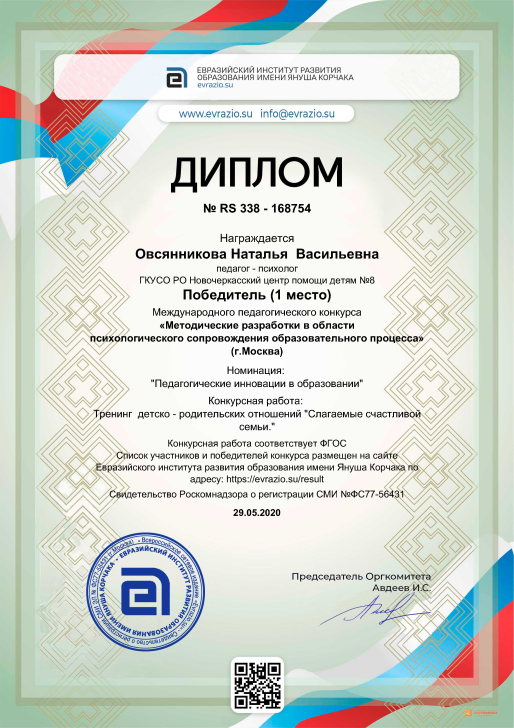 ЕВРАЗИЙСКИЙ ИНСТИТУТ РАЗВИТИЯ
ОБРАЗОВАНИЯ ИМЕНИ ЯНУША КОРЧАКА
evrazio.su
www.evrazio.su info@evrazio.su
ДИПЛОМ
№ RS 338 - 168754
Награждается
Овсянникова Наталья Васильевна
педагог - психолог
ГКУСО РО Новочеркасский центр помощи детям №8
Победитель (1 место)
Международного педагогического конкурса
«Методические разработки в области
психологического сопровождения образовательного процесса»
(г.Москва)
Номинация:
"Педагогические инновации в образовании"
Конкурсная работа:
Тренинг детско - родительских отношений "Слагаемые счастливой
семьи."
Конкурсная работа соответствует ФГОС
Список участников и победителей конкурса размещен на сайте
Евразийского института развития образования имени Януша Корчака по
адресу: https://evrazio.su/result
Свидетельство Роскомнадзора о регистрации СМИ №ФС77-56431
29.05.2020
ЕВРАЗИЙСКИЙ ИНСТИТУТ РАЗВИТИЯ ОБРАЗОВАНИЯ ИМЕНИ ЯНУША КОРЧАКА
Председатель Оргкомитета
Авдеев И.С.